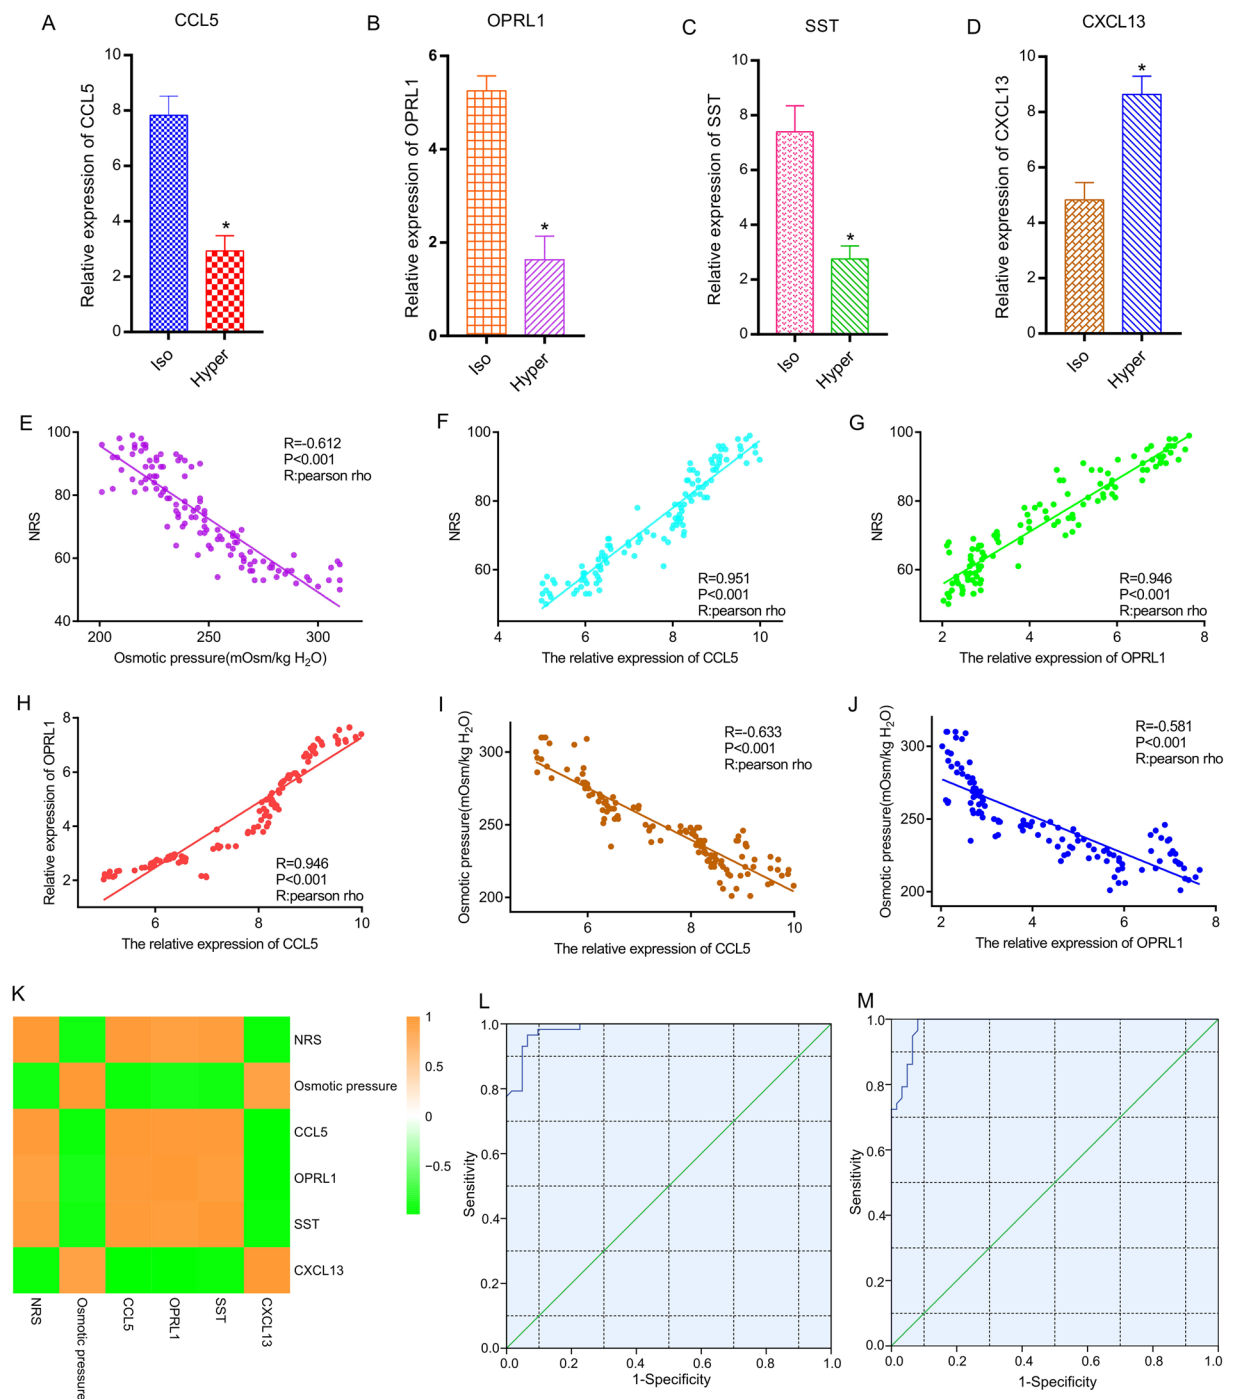 A
CCL5
Relative expression of CCL5
10
8
6
4
2
0
*
Iso
Hyper
B
OPRL1
Relative expression of OPRL1
6
4
2
0
*
Iso
Hyper
C
SST
Relative expression of SST
10
8
6
4
2
0
*
Iso
Hyper
D
CXCL13
Relative expression of CXCL13
10
8
6
4
2
0
*
Iso
Hyper
E
NRS
100
80
60
40
R=-0.612
P<0.001
R:pearson rho
200
250
300
Osmotic pressure(mOsm/kg H₂O)
F
NRS
100
80
60
R=0.951
P<0.001
R:pearson rho
4
6
8
10
The relative expression of CCL5
G
NRS
100
80
60
R=0.946
P<0.001
R:pearson rho
2
4
6
8
The relative expression of OPRL1
H
Relative expression of OPRL1
8
6
4
2
R=0.946
P<0.001
R:pearson rho
6
8
10
The relative expression of CCL5
I
Osmotic pressure(mOsm/kg H₂O)
300
250
200
R=-0.633
P<0.001
R:pearson rho
6
8
10
The relative expression of CCL5
J
Osmotic pressure(mOsm/kg H₂O)
300
250
200
R=-0.581
P<0.001
R:pearson rho
2
4
6
8
The relative expression of OPRL1
K
NRS
Osmotic pressure
CCL5
OPRL1
SST
CXCL13
NRS
Osmotic pressure
CCL5
OPRL1
SST
CXCL13
1
0.5
0
−0.5
L
Sensitivity
1.0
0.8
0.6
0.4
0.2
0.0
0.0
0.2
0.4
0.6
0.8
1.0
1-Specificity
M
Sensitivity
1.0
0.8
0.6
0.4
0.2
0.0
0.0
0.2
0.4
0.6
0.8
1.0
1-Specificity